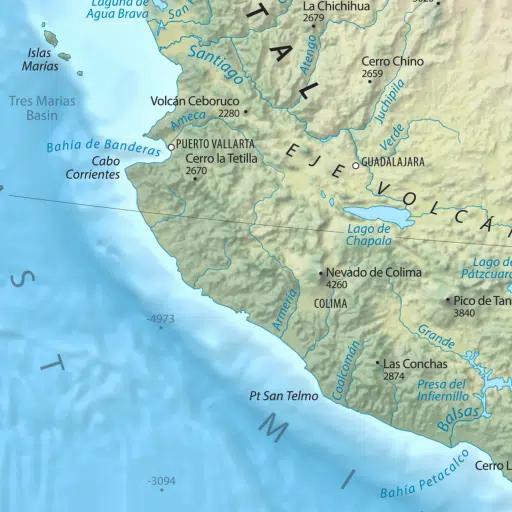 Laguna de
Agua Brava
San
La Chichihua
2679
Islas
Marías
Santiago
Atengo
TAL
Cerro Chino
2659
Juchipila
Tres Marias
Basin
Volcán Ceboruco
2280
Ameca
Verde
Bahía de Banderas
PUERTO VALLARTA
Cabo
Corrientes
Cerro la Tetilla
2670
GUADALAJARA
EJE VOLCÁ
Lago de
Chapala
Lago de
Pátzcuaro
Nevado de Colima
4260
COLIMA
Armería
Pico de Tan
3840
-4973
Grande
S
T
Coalcomán
Las Conchas
2874
Presa del
Infiernillo
Pt San Telmo
Balsas
M
I
-3094
Bahía Petacalco
Cerro L